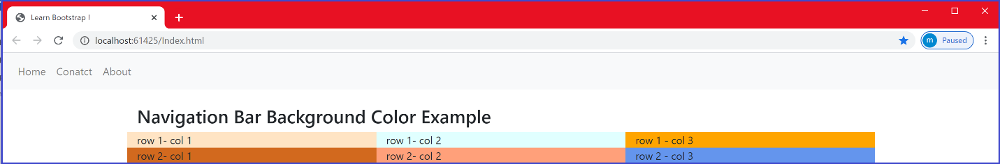 Learn Bootstrap !
localhost:61425/Index.html
m Paused
Home Conatct About
Navigation Bar Background Color Example
row 1- col 1 row 1- col 2 row 1 - col 3
row 2- col 1 row 2- col 2 row 2 - col 3